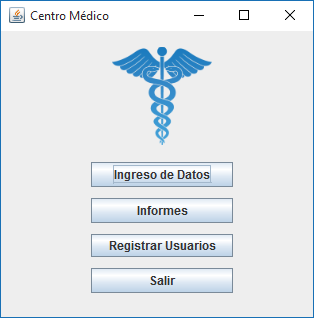 Centro Médico
Ingreso de Datos
Informes
Registrar Usuarios
Salir